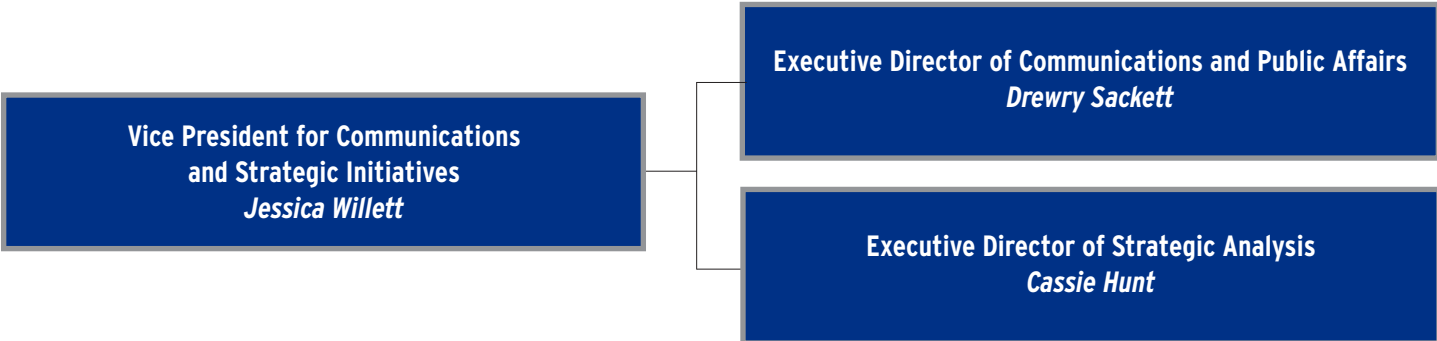 Vice President for Communications
and Strategic Initiatives
Jessica Willett
Executive Director of Communications and Public Affairs
Drewry Sackett
Executive Director of Strategic Analysis
Cassie Hunt